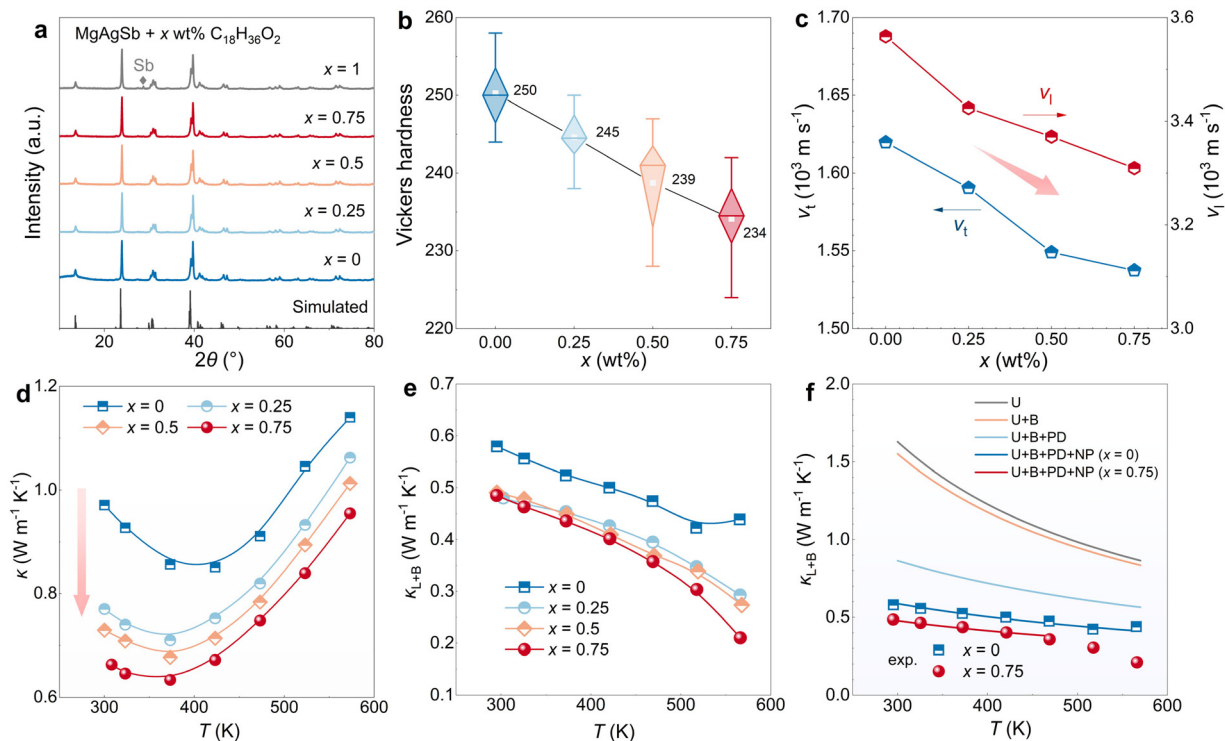 a
MgAgSb + x wt% C₁₈H₃₆O₂
Sb
x = 1
x = 0.75
x = 0.5
x = 0.25
x = 0
Simulated
Intensity (a.u.)
20 40 60 80
2θ (°)
b
Vickers hardness
260
250
240
230
220
250
245
239
234
0.00 0.25 0.50 0.75
x (wt%)
c
vₜ (10³ m s⁻¹)
1.70
1.65
1.60
1.55
1.50
vₗ
vₜ
3.6
3.4
3.2
3.0
vₗ (10³ m s⁻¹)
0.00 0.25 0.50 0.75
x (wt%)
d
κ (W m⁻¹ K⁻¹)
1.2
1.0
0.8
0.6
x = 0 x = 0.25
x = 0.5 x = 0.75
300 400 500 600
T (K)
e
κL+B (W m⁻¹ K⁻¹)
0.7
0.6
0.5
0.4
0.3
0.2
0.1
x = 0
x = 0.25
x = 0.5
x = 0.75
300 400 500 600
T (K)
f
κL+B (W m⁻¹ K⁻¹)
2.0
1.5
1.0
0.5
0.0
U
U+B
U+B+PD
U+B+PD+NP (x = 0)
U+B+PD+NP (x = 0.75)
exp.
x = 0
x = 0.75
300 400 500 600
T (K)